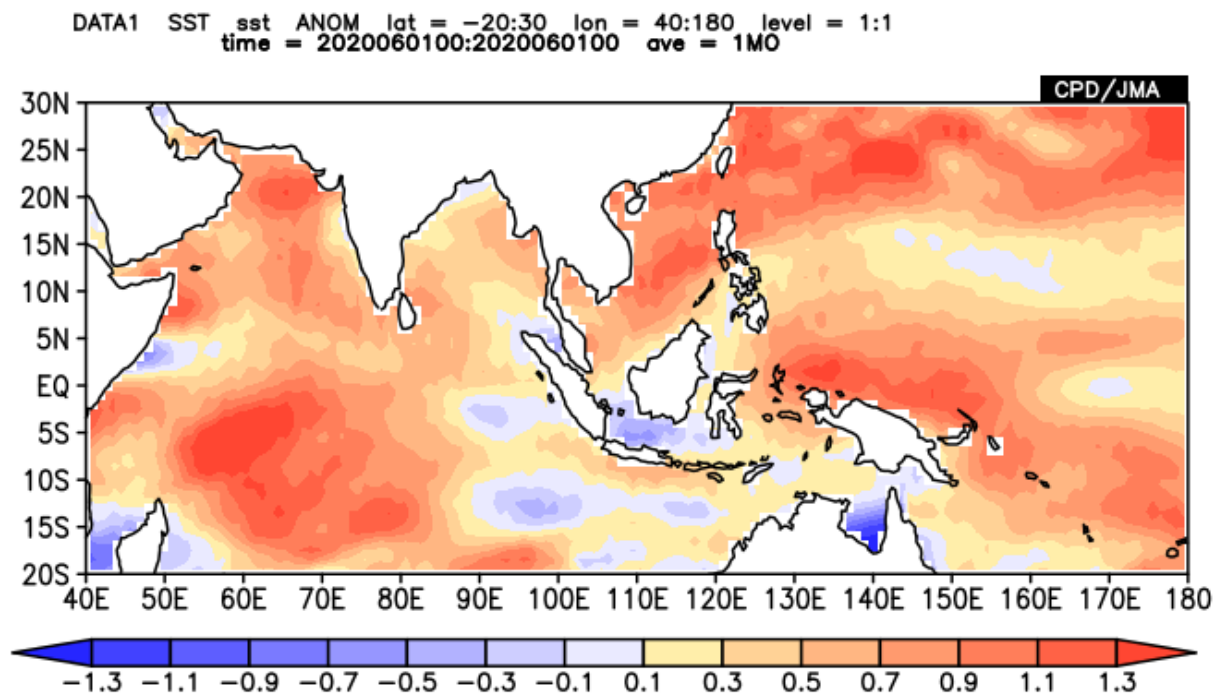 DATA1 SST sst ANOM lat = -20:30 lon = 40:180 level = 1:1
time = 2020060100:2020060100 ave = 1MO
CPD/JMA
30N
25N
20N
15N
10N
5N
EQ
5S
10S
15S
20S
40E 50E 60E 70E 80E 90E 100E 110E 120E 130E 140E 150E 160E 170E 180
-1.3 -1.1 -0.9 -0.7 -0.5 -0.3 -0.1 0.1 0.3 0.5 0.7 0.9 1.1 1.3